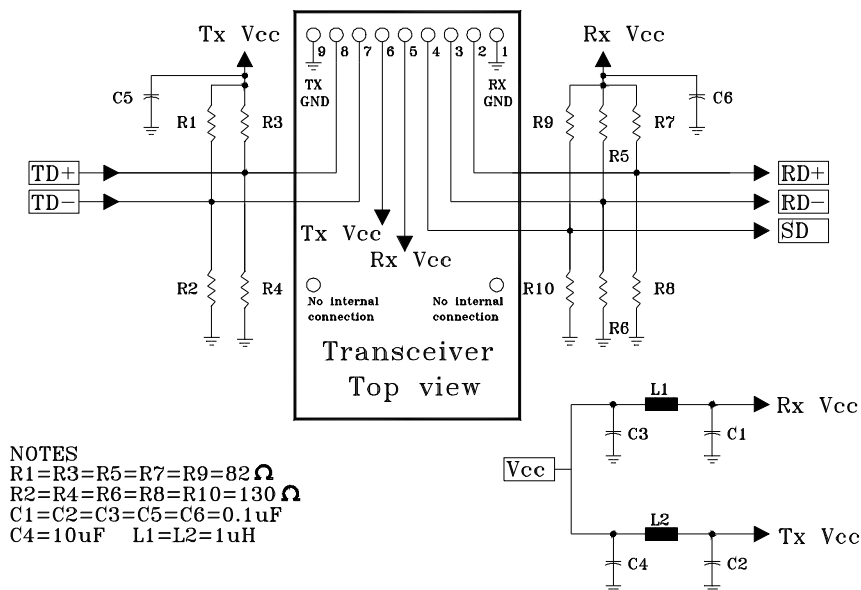 Tx Vcc
Rx Vcc
9 8 7 6 5 4 3 2 1
TX
GND
RX
GND
C5
C6
R1
R3
R9
R5
R7
TD+
RD+
TD-
RD-
SD
Tx Vcc
Rx Vcc
R2
R4
R10
R8
R6
No internal
connection
No internal
connection
Transceiver
Top view
L1
Rx Vcc
C3
C1
Vcc
L2
Tx Vcc
C4
C2
NOTES
R1=R3=R5=R7=R9=82Ω
R2=R4=R6=R8=R10=130Ω
C1=C2=C3=C5=C6=0.1uF
C4=10uF L1=L2=1uH